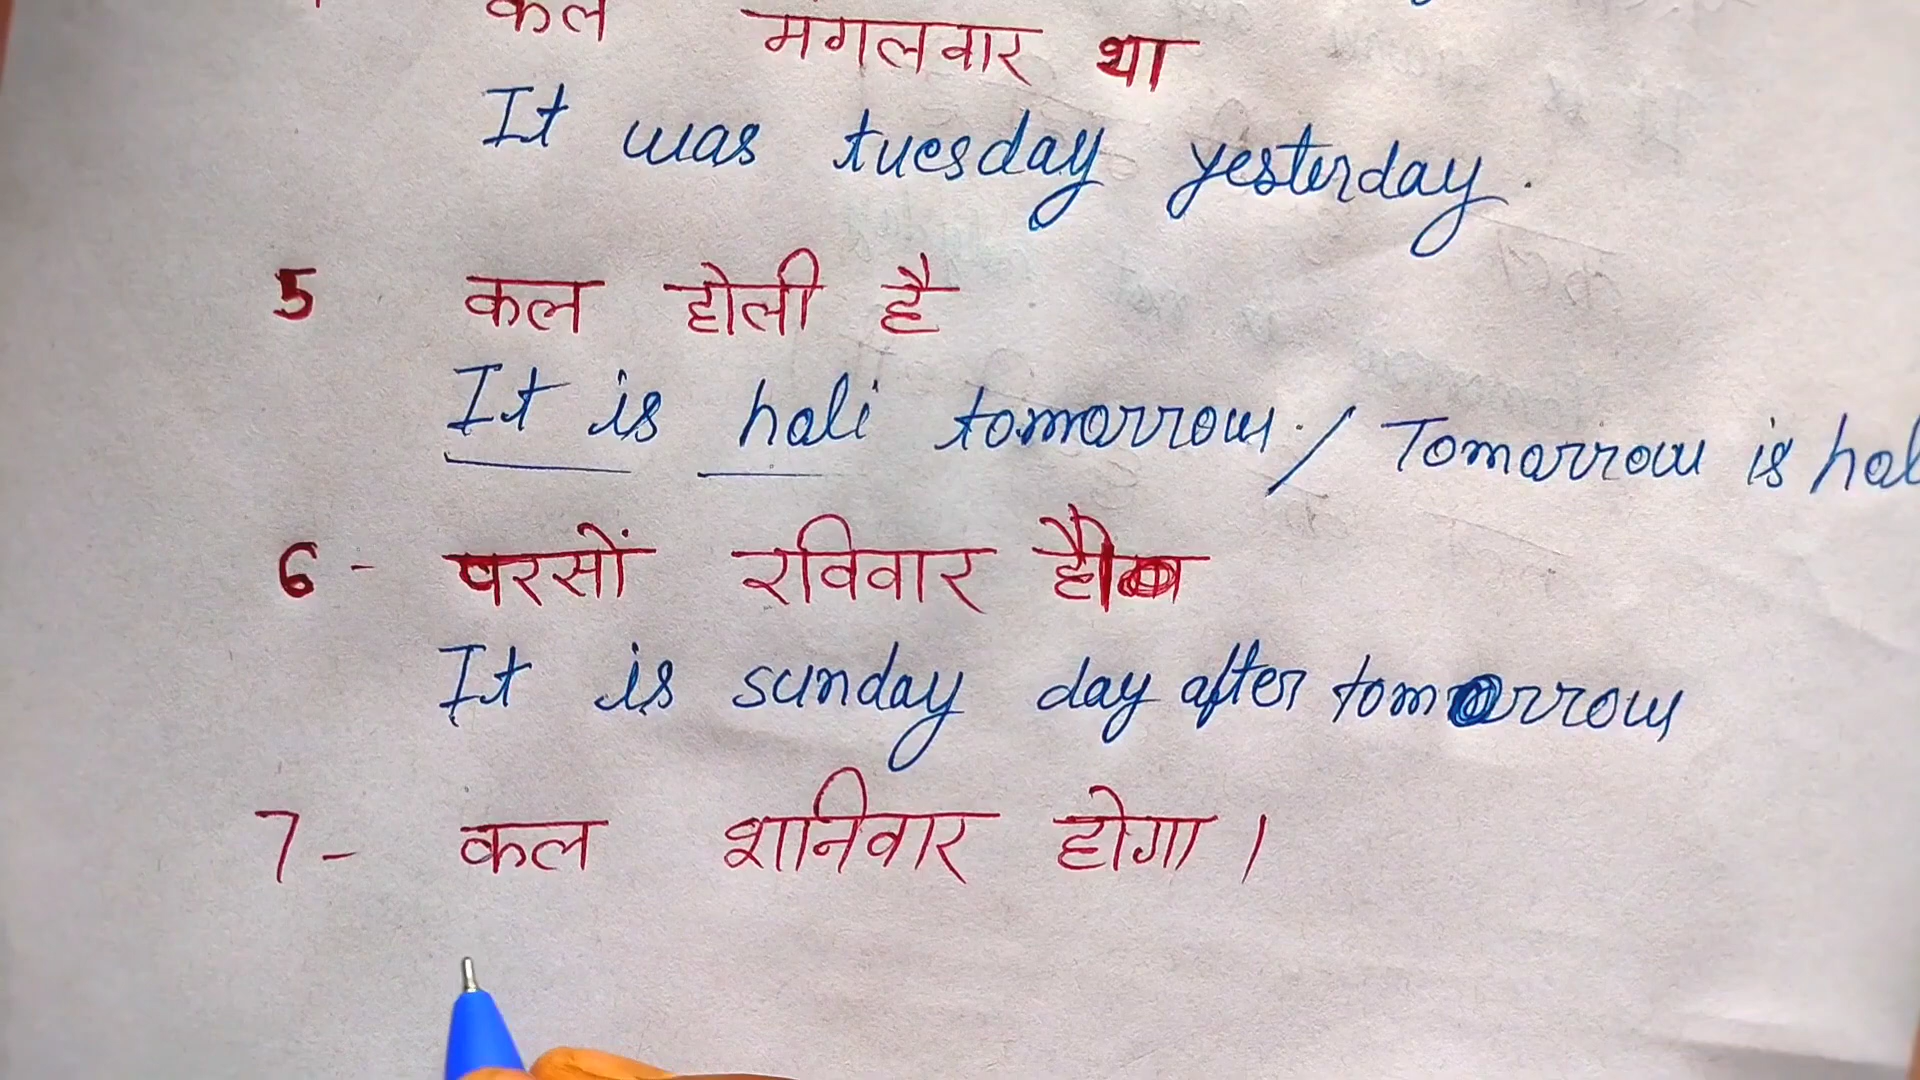 कल मंगलवार था
It was tuesday yesterday.
5 कल होली है
It is holi tomorrow. / Tomorrow is hol
6 - परसों रविवार है
It is sunday day after tomorrow
7 - कल शनिवार होगा ।